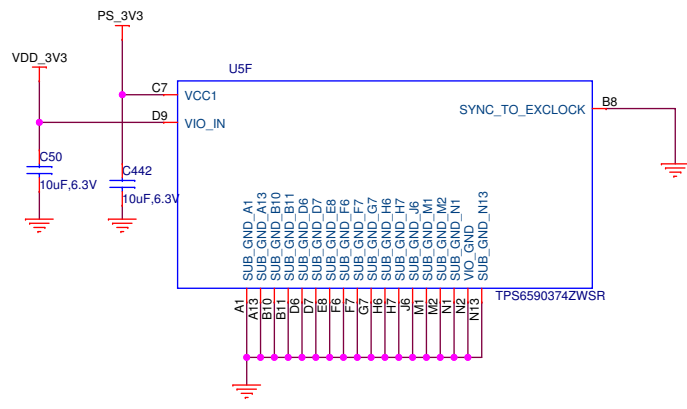 PS_3V3
VDD_3V3
U5F
C7
VCC1
D9
VIO_IN
SYNC_TO_EXCLOCK
B8
C50
10uF,6.3V
C442
10uF,6.3V
SUB_GND_A1
SUB_GND_A13
SUB_GND_B10
SUB_GND_B11
SUB_GND_D6
SUB_GND_D7
SUB_GND_E8
SUB_GND_F6
SUB_GND_F7
SUB_GND_G7
SUB_GND_H6
SUB_GND_H7
SUB_GND_J6
SUB_GND_M1
SUB_GND_M2
SUB_GND_N1
VIO_GND
SUB_GND_N13
TPS6590374ZWSR
A1
A13
B10
B11
D6
D7
E8
F6
F7
G7
H6
H7
J6
M1
M2
N1
N2
N13